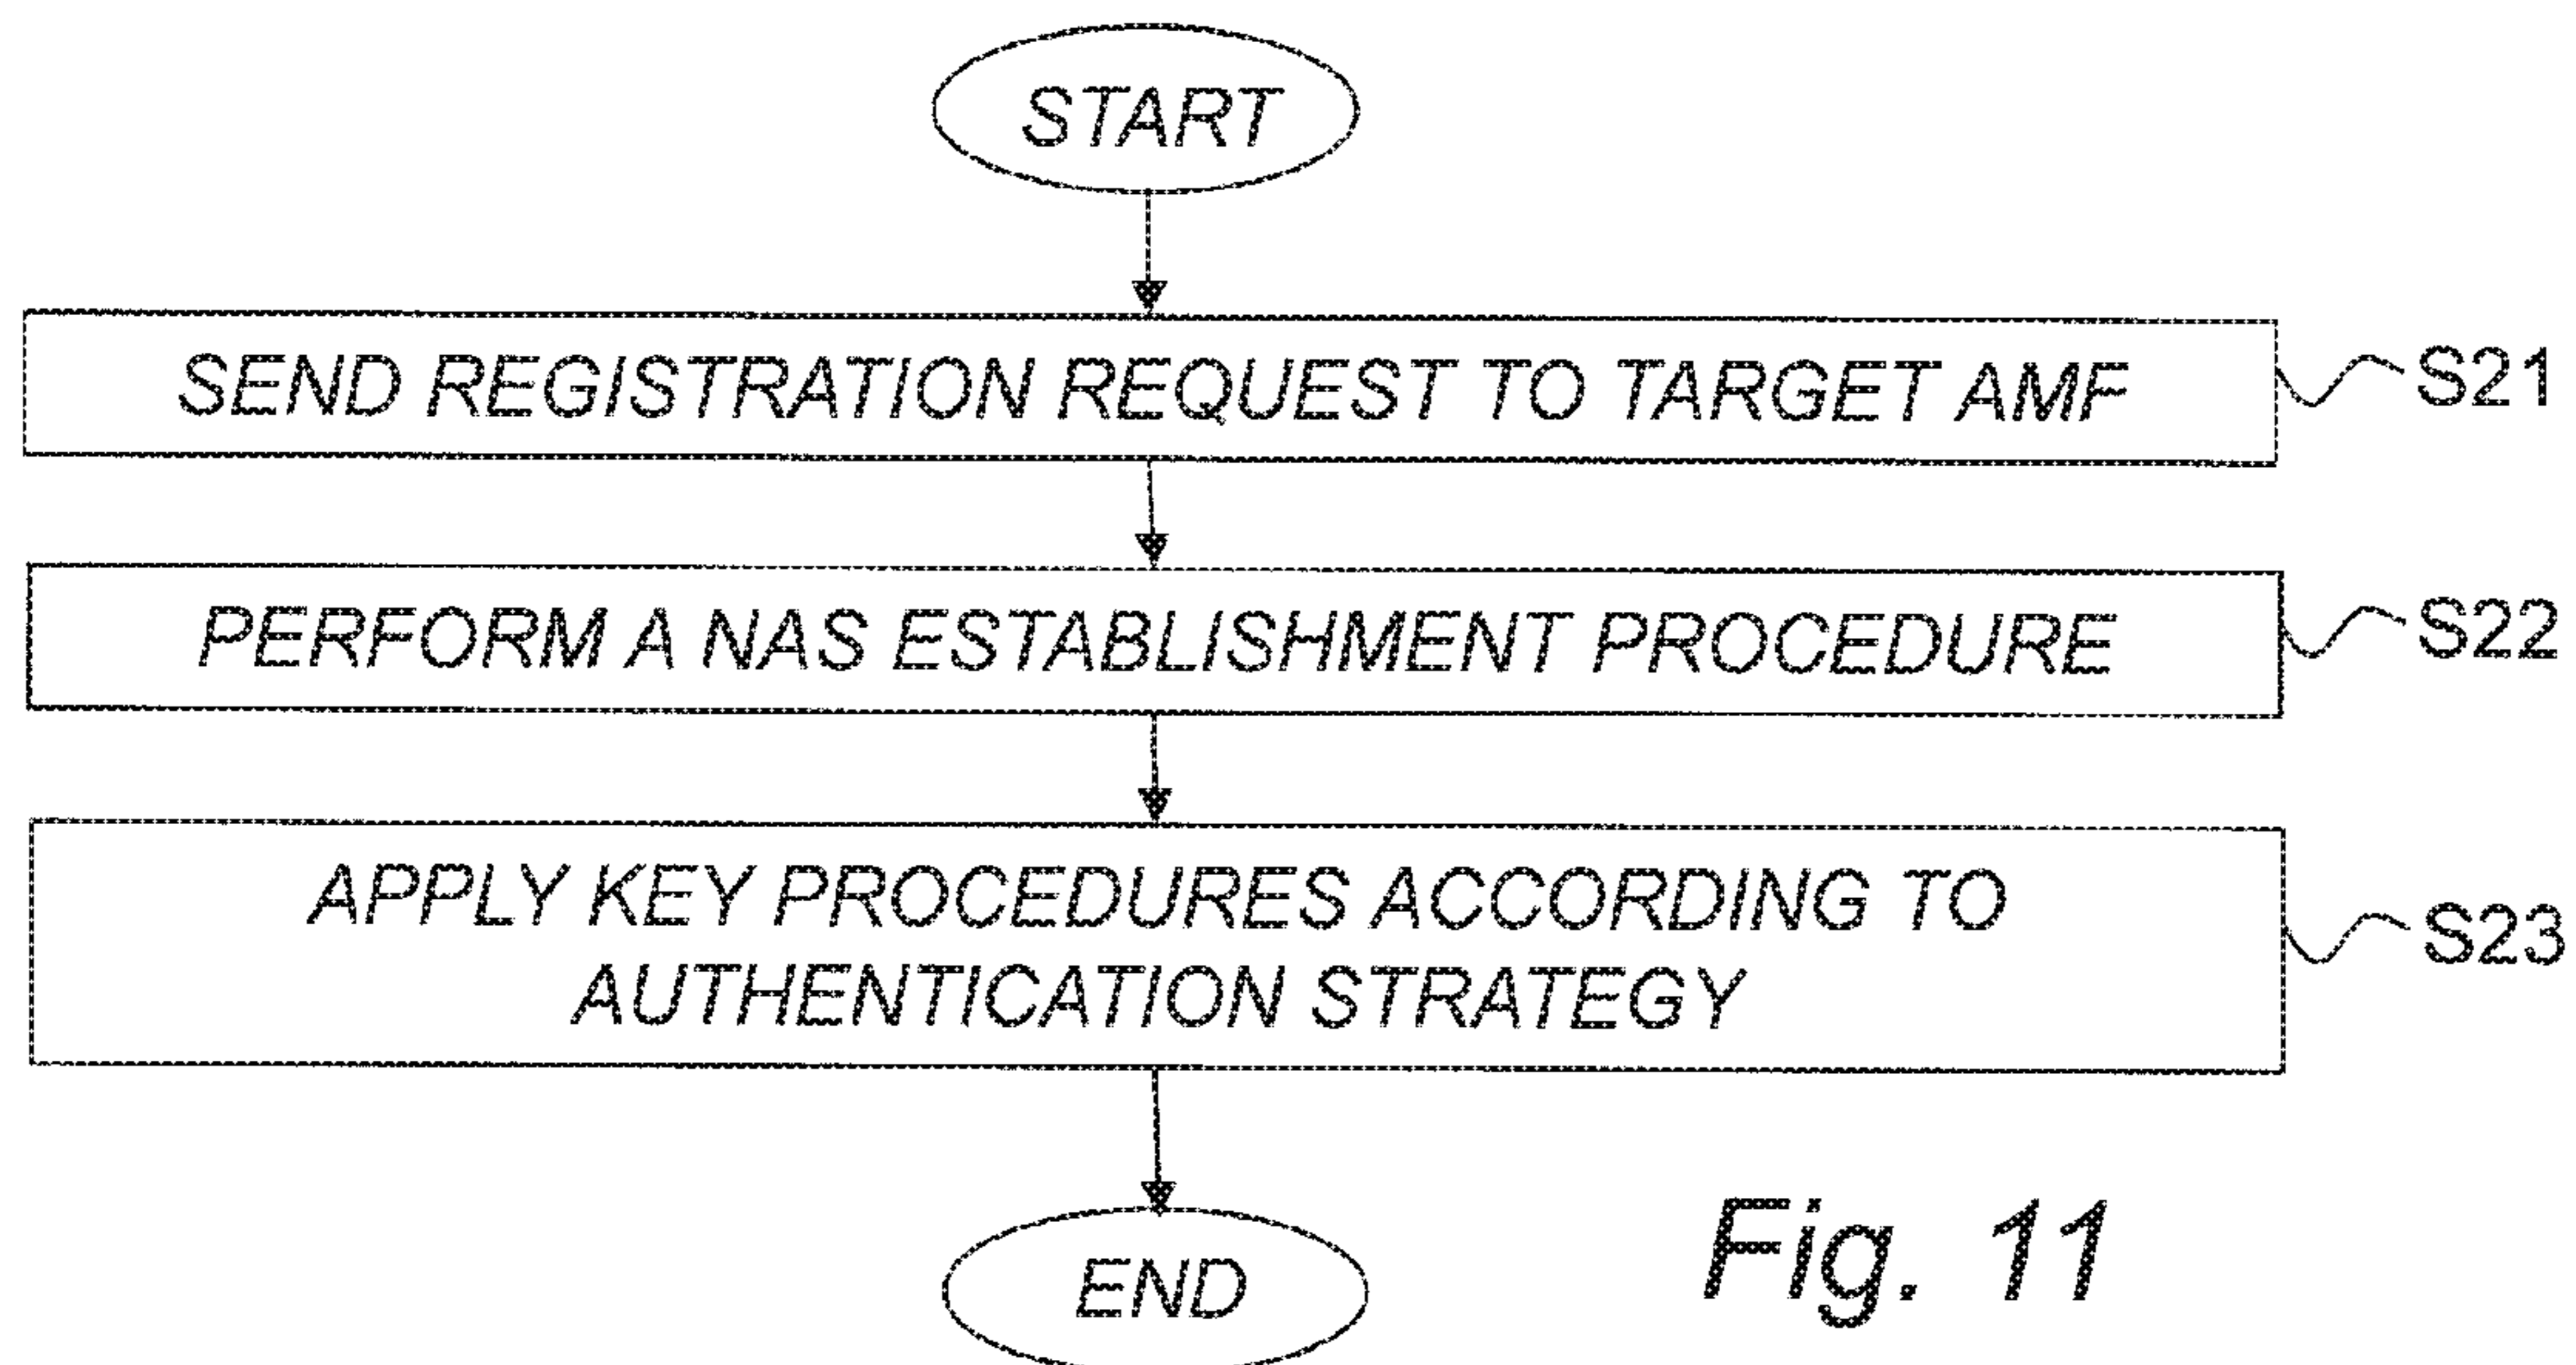 START
SEND REGISTRATION REQUEST TO TARGET AMF
S21
PERFORM A NAS ESTABLISHMENT PROCEDURE
S22
APPLY KEY PROCEDURES ACCORDING TO
AUTHENTICATION STRATEGY
S23
END
Fig. 11